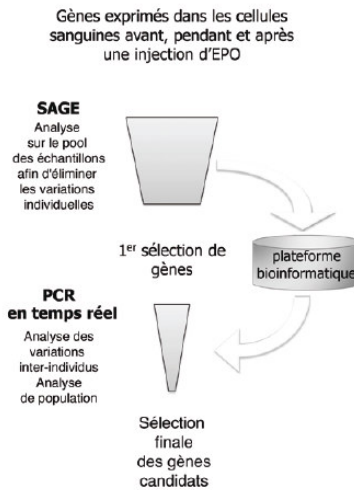 Gènes exprimés dans les cellules
sanguines avant, pendant et après
une injection d'EPO
SAGE
Analyse
sur le pool
des échantillons
afin d'éliminer
les variations
individuelles
1er sélection de
gènes
plateforme
bioinformatique
PCR
en temps réel
Analyse des
variations
inter-individus
Analyse
de population
Sélection
finale
des gènes
candidats